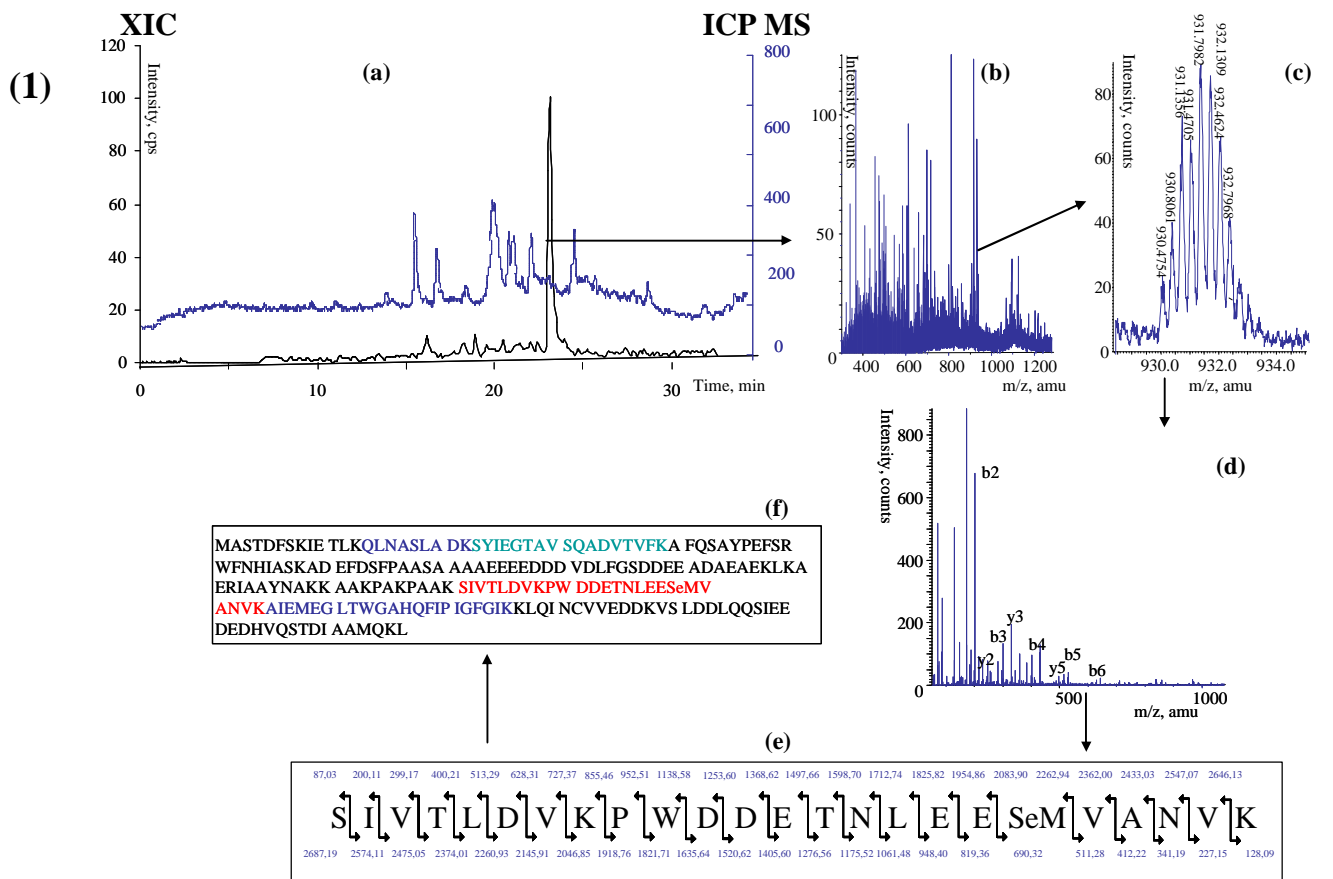 XIC
ICP MS
(1)
(a)
Intensity, cps
120
100
80
60
40
20
0
0
10
20
30
Time, min
800
600
400
200
0
(b)
Intensity, counts
100
50
0
400
600
800
1000
1200
m/z, amu
(c)
Intensity, counts
80
60
40
20
0
930.4754
930.8061
931.1356
931.4705
931.7982
932.1309
932.4624
932.7968
930.0
932.0
934.0
m/z, amu
(d)
Intensity, counts
800
600
400
200
0
b2
y2
b3
y3
b4
y5
b5
b6
500
1000
m/z, amu
(f)
MASTDFSKIE TLKQLNASLA DKSYIEGTAV SQADVTVFKA FQSAYPEFSR
WFNHIASKAD EFDSFPAASA AAAEEEEDDD VDLFGSDDEE ADAEAEKLKA
ERIAAYNAKK AAKPAKPAAK SIVTLDVKPW DDETNLEESeMV
ANVKAIEMEG LTWGAHQFIP IGFGIKKLQI NCVVEDDKVS LDDLQQSIEE
DEDHVQSTDI AAMQKL
(e)
87,03 200,11 299,17 400,21 513,29 628,31 727,37 855,46 952,51 1138,58 1253,60 1368,62 1497,66 1598,70 1712,74 1825,82 1954,86 2083,90 2262,94 2362,00 2433,03 2547,07 2646,13
S I V T L D V K P W D D E T N L E E SeM V A N V K
2687,19 2574,11 2475,05 2374,01 2260,93 2145,91 2046,85 1918,76 1821,71 1635,64 1520,62 1405,60 1276,56 1175,52 1061,48 948,40 819,36 690,32 511,28 412,22 341,19 227,15 128,09